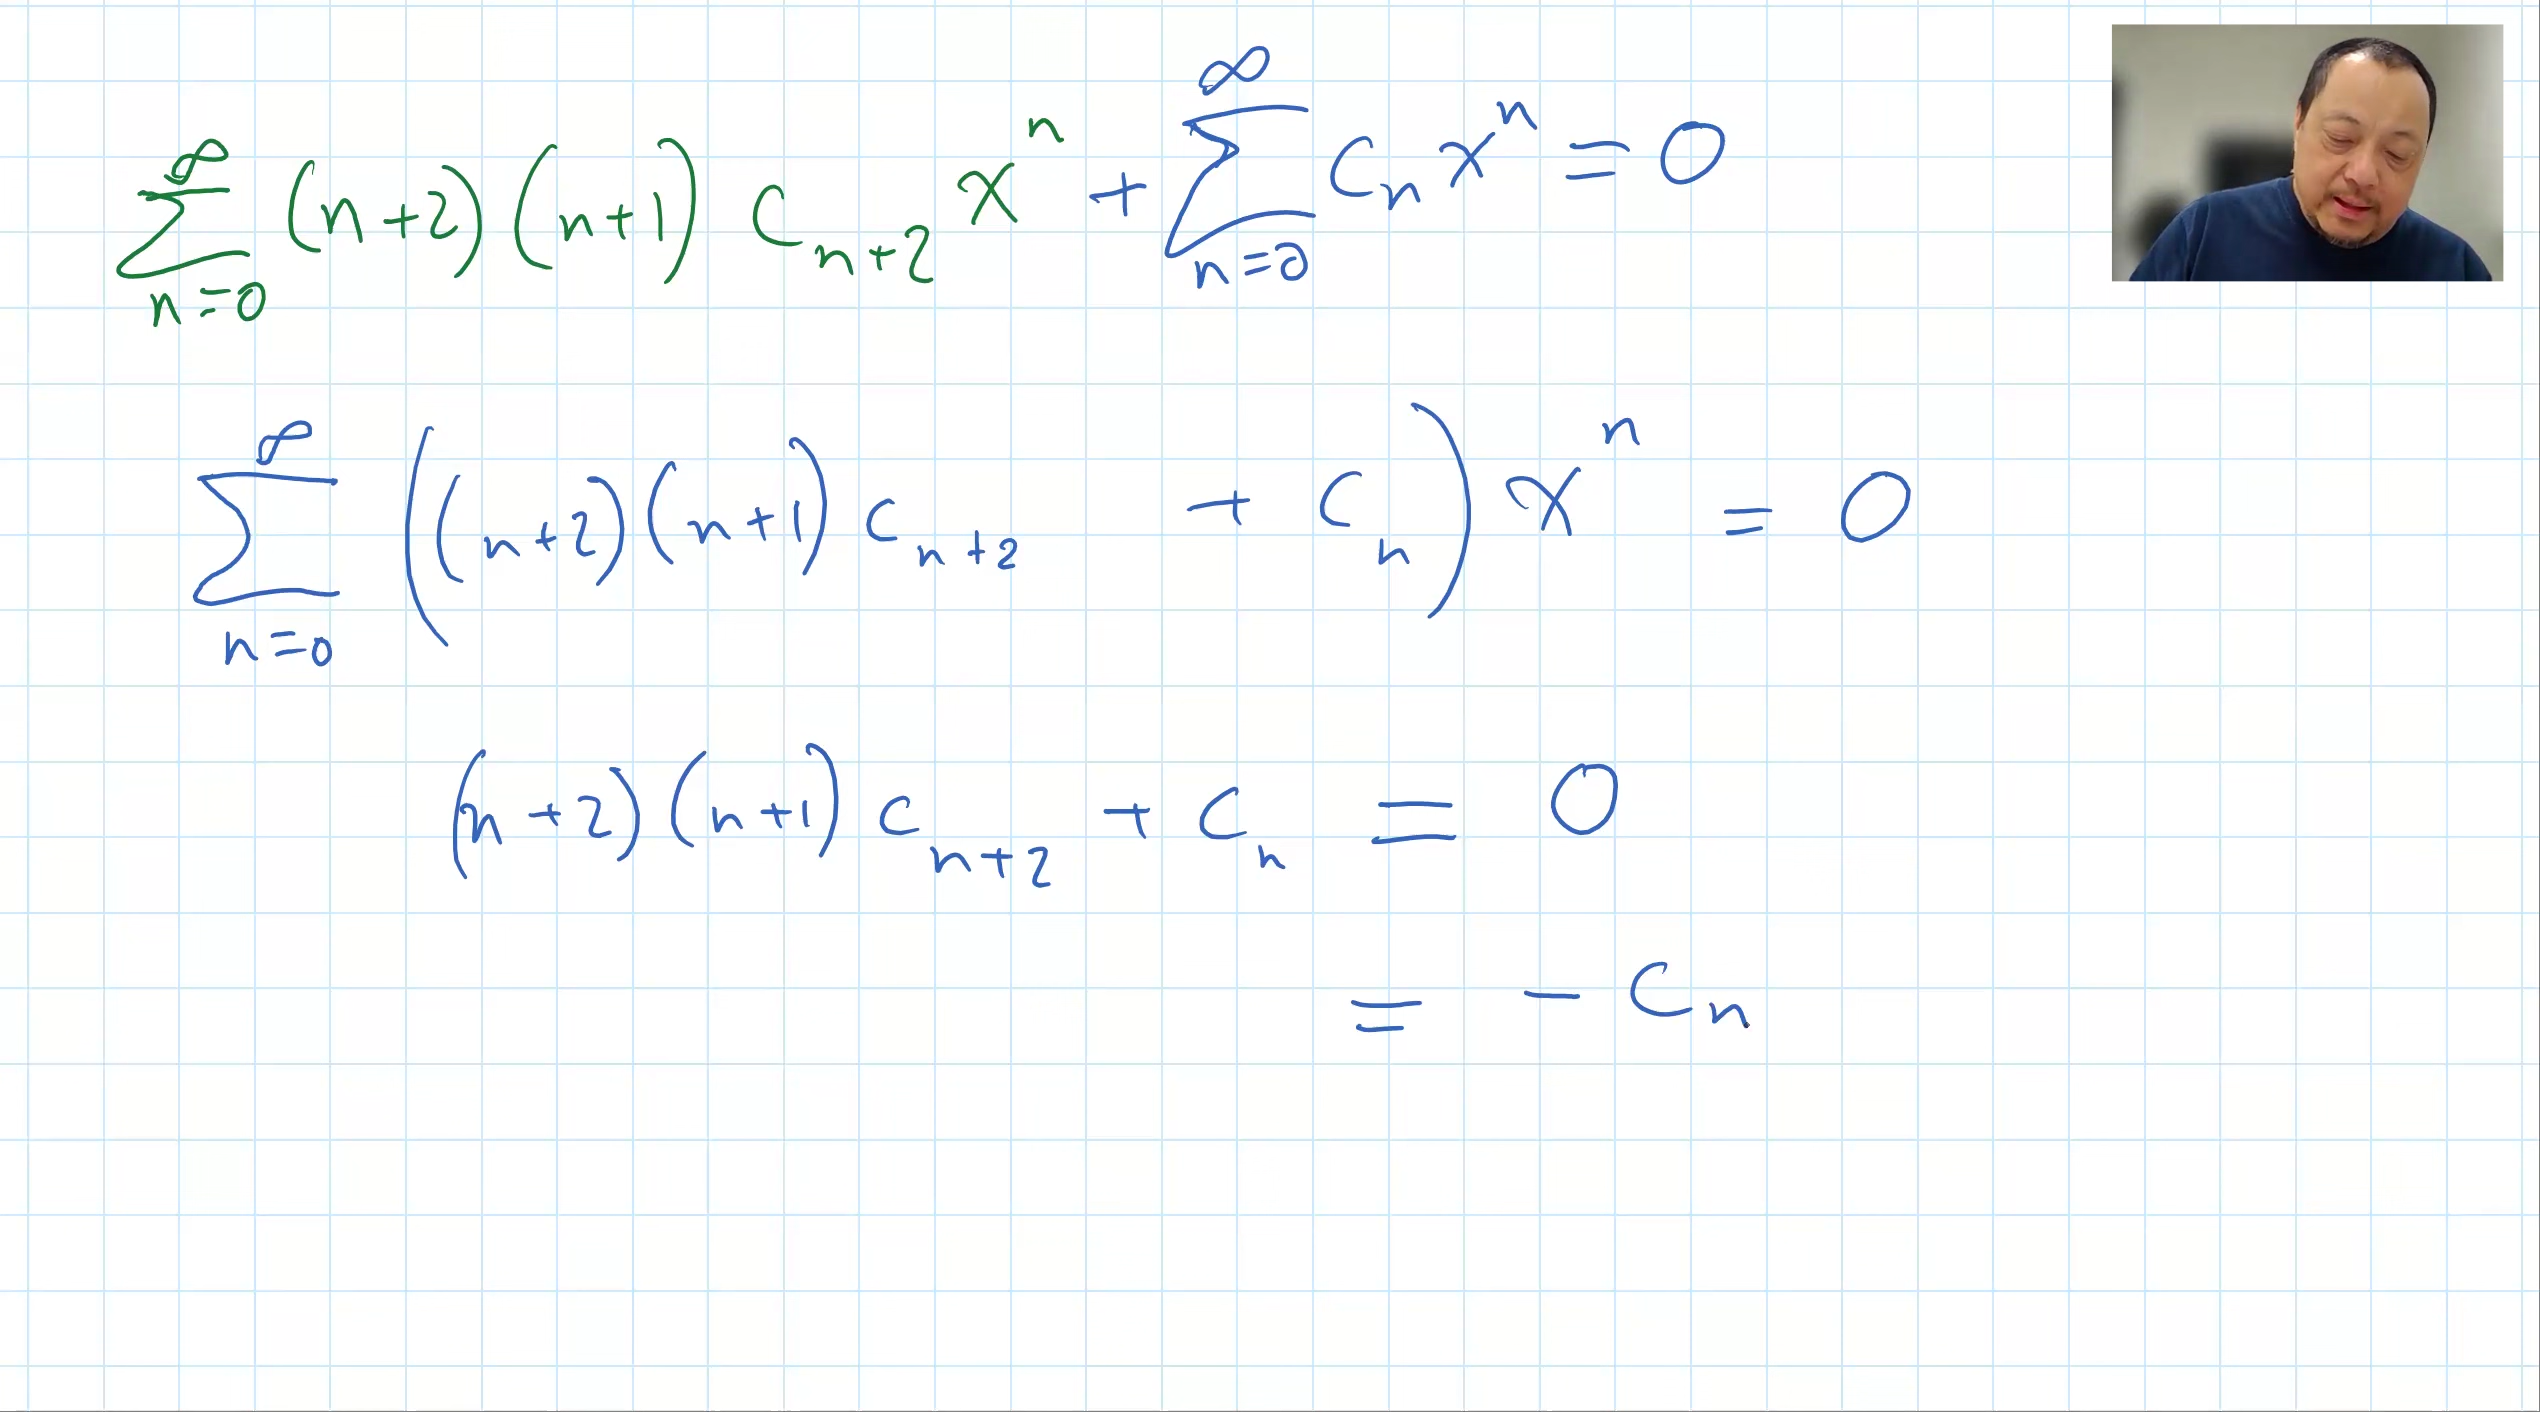 ∑_{n=0}^{∞} (n+2)(n+1) C_{n+2} x^n + ∑_{n=0}^{∞} C_n x^n = 0
∑_{n=0}^{∞} ((n+2)(n+1) C_{n+2} + C_n) x^n = 0
(n+2)(n+1) C_{n+2} + C_n = 0
= - C_n